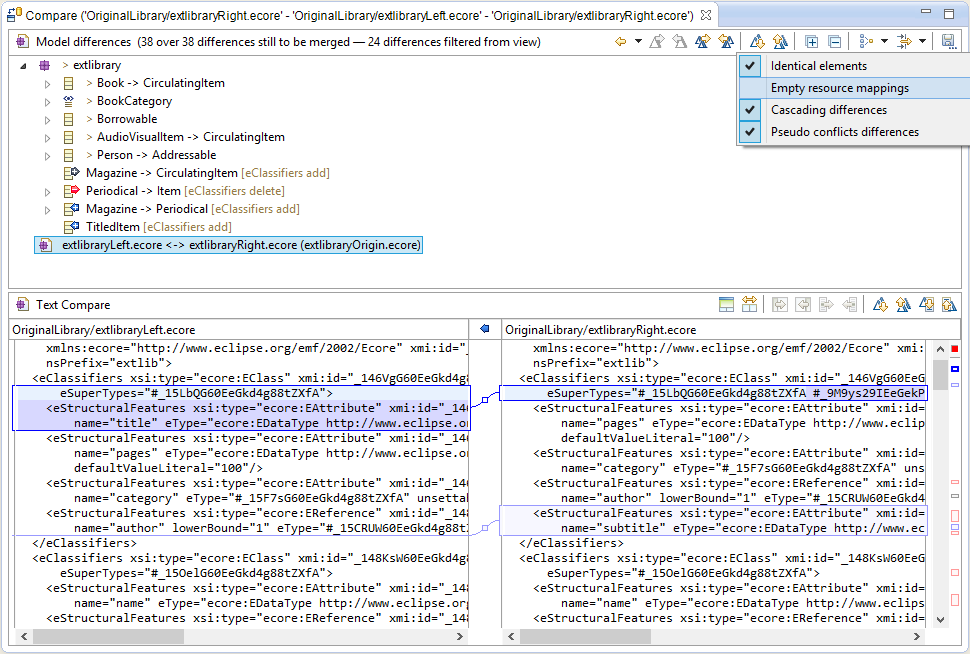 Compare ('OriginalLibrary/extlibraryRight.ecore' - 'OriginalLibrary/extlibraryLeft.ecore' - 'OriginalLibrary/extlibraryRight.ecore')
Model differences (38 over 38 differences still to be merged — 24 differences filtered from view)
> extlibrary
> Book -> CirculatingItem
> BookCategory
> Borrowable
> AudioVisualItem -> CirculatingItem
> Person -> Addressable
Magazine -> CirculatingItem [eClassifiers add]
Periodical -> Item [eClassifiers delete]
Magazine -> Periodical [eClassifiers add]
TitledItem [eClassifiers add]
extlibraryLeft.ecore <-> extlibraryRight.ecore (extlibraryOrigin.ecore)
Identical elements
Empty resource mappings
Cascading differences
Pseudo conflicts differences
Text Compare
OriginalLibrary/extlibraryLeft.ecore
xmlns:ecore="http://www.eclipse.org/emf/2002/Ecore" xmi:id="_
nsPrefix="extlib">
<eClassifiers xsi:type="ecore:EClass" xmi:id="_146VgG60EeGkd4g8
eSuperTypes="#_15LbQG60EeGkd4g88tZXfA">
<eStructuralFeatures xsi:type="ecore:EAttribute" xmi:id="_146
name="title" eType="ecore:EDataType http://www.eclipse.or
<eStructuralFeatures xsi:type="ecore:EAttribute" xmi:id="_146
name="pages" eType="ecore:EDataType http://www.eclipse.or
defaultValueLiteral="100"/>
<eStructuralFeatures xsi:type="ecore:EAttribute" xmi:id="_146
name="category" eType="#_15F7sG60EeGkd4g88tZXfA" unsettab
<eStructuralFeatures xsi:type="ecore:EReference" xmi:id="_146
name="author" lowerBound="1" eType="#_15CRUW60EeGkd4g88tZ
</eClassifiers>
<eClassifiers xsi:type="ecore:EClass" xmi:id="_148KsW60EeGkd4g8
eSuperTypes="#_15OelG60EeGkd4g88tZXfA">
<eStructuralFeatures xsi:type="ecore:EAttribute" xmi:id="_148
name="name" eType="ecore:EDataType http://www.eclipse.org
<eStructuralFeatures xsi:type="ecore:EReference" xmi:id="_148
OriginalLibrary/extlibraryRight.ecore
xmlns:ecore="http://www.eclipse.org/emf/2002/Ecore" xmi:
nsPrefix="extlib">
<eClassifiers xsi:type="ecore:EClass" xmi:id="_146VgG60EeG
eSuperTypes="#_15LbQG60EeGkd4g88tZXfA #_9M9ys29IEeGekP
<eStructuralFeatures xsi:type="ecore:EAttribute" xmi:id=
name="pages" eType="ecore:EDataType http://www.eclip
defaultValueLiteral="100"/>
<eStructuralFeatures xsi:type="ecore:EAttribute" xmi:id=
name="category" eType="#_15F7sG60EeGkd4g88tZXfA" uns
<eStructuralFeatures xsi:type="ecore:EReference" xmi:id=
name="author" lowerBound="1" eType="#_15CRUW60EeGkd4
<eStructuralFeatures xsi:type="ecore:EAttribute" xmi:id=
name="subtitle" eType="ecore:EDataType http://www.ec
</eClassifiers>
<eClassifiers xsi:type="ecore:EClass" xmi:id="_148KsW60EeG
eSuperTypes="#_15OelG60EeGkd4g88tZXfA">
<eStructuralFeatures xsi:type="ecore:EAttribute" xmi:id=
name="name" eType="ecore:EDataType http://www.eclips
<eStructuralFeatures xsi:type="ecore:EReference" xmi:id=